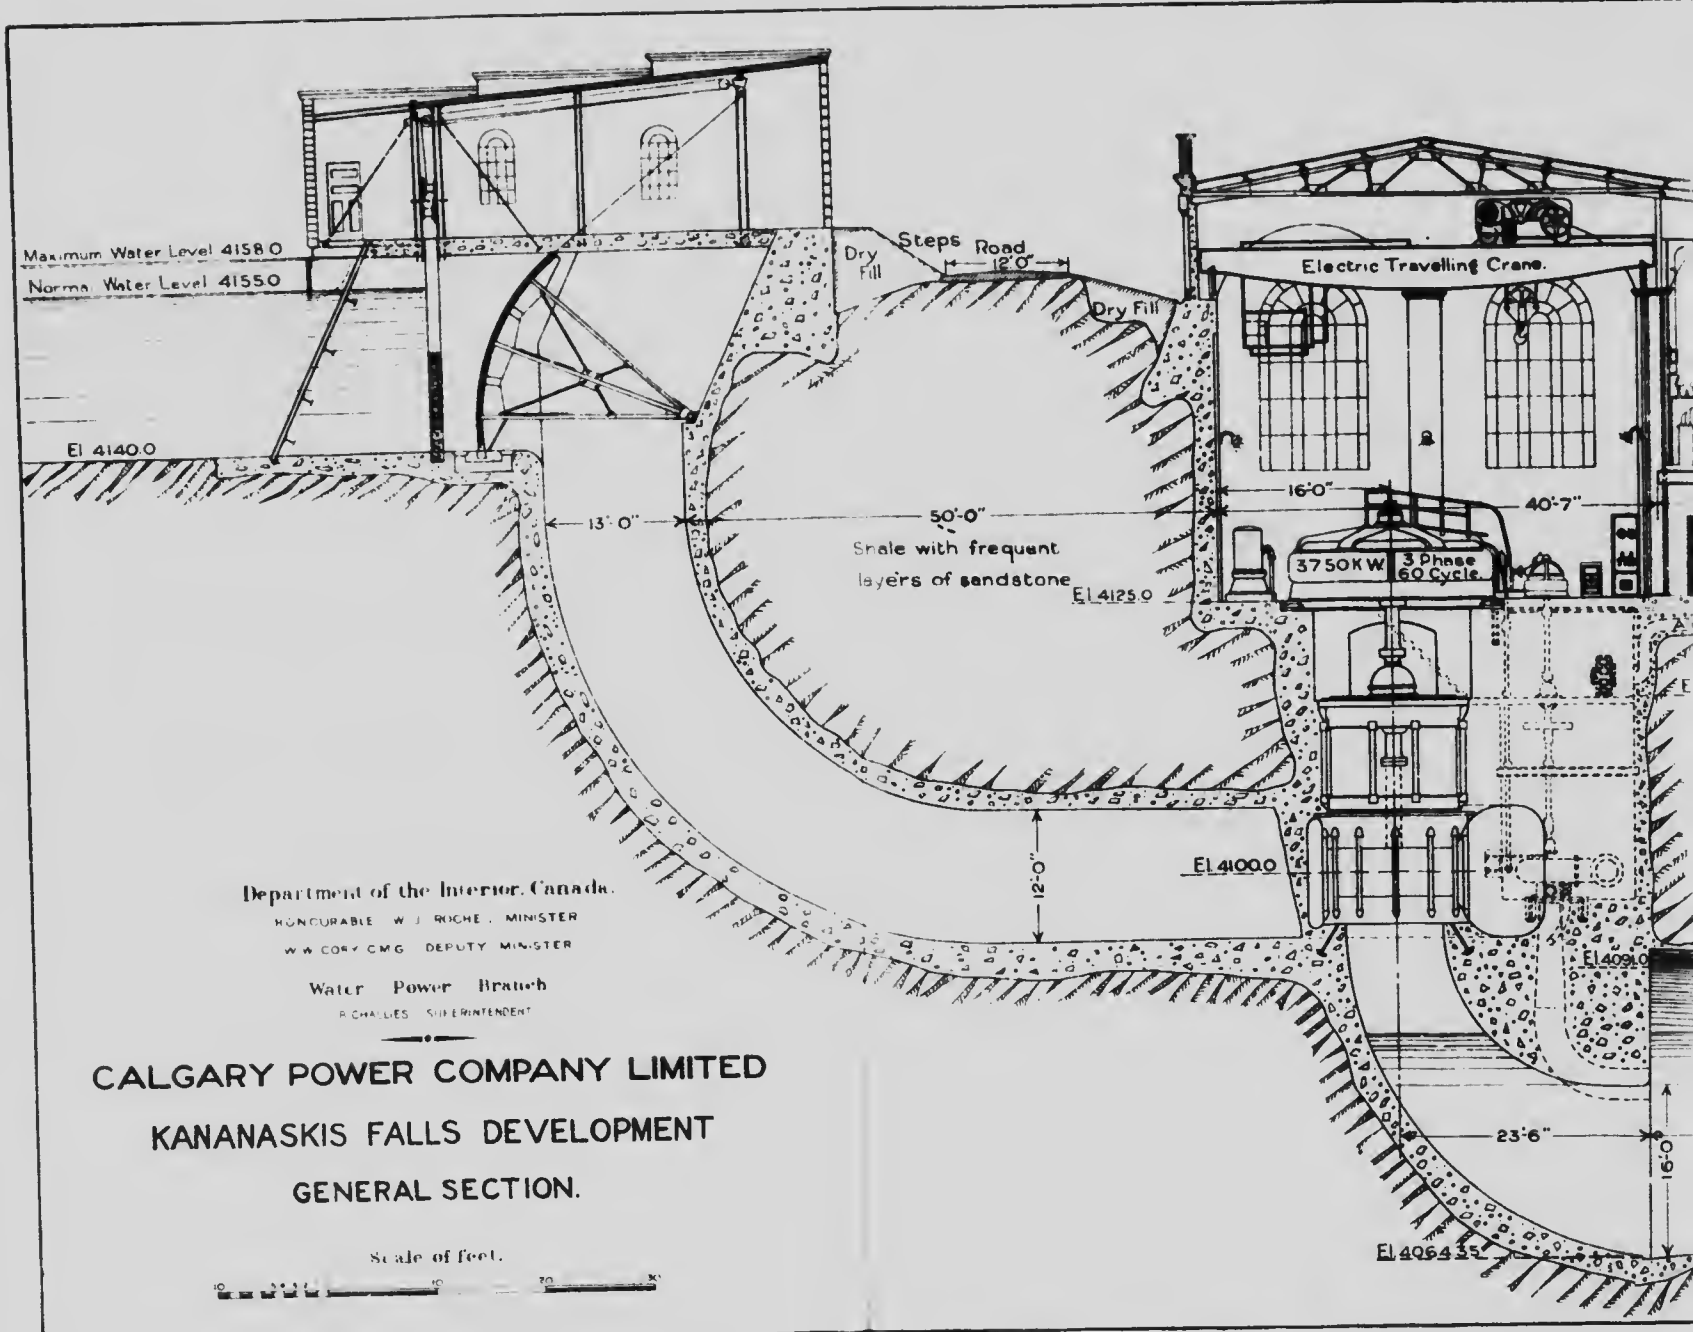 Maximum Water Level 4158.0
Normal Water Level 4155.0
El 4140.0
Dry
Fill
Steps
Road
12'0"
Dry Fill
Electric Travelling Crane.
13'-0"
50'-0"
16'0"
40'-7"
Shale with frequent
layers of sandstone
El 4125.0
3750 K.W.
3 Phase
60 Cycle.
12'-0"
El 4100.0
El 4091.0
23'6"
16'0
El 4064.35
Department of the Interior, Canada.
HONOURABLE W. J. ROCHE, MINISTER
W. W. CORY C.M.G. DEPUTY MINISTER
Water Power Branch
SUPERINTENDENT
CALGARY POWER COMPANY LIMITED
KANANASKIS FALLS DEVELOPMENT
GENERAL SECTION.
Scale of feet.
10 10 20